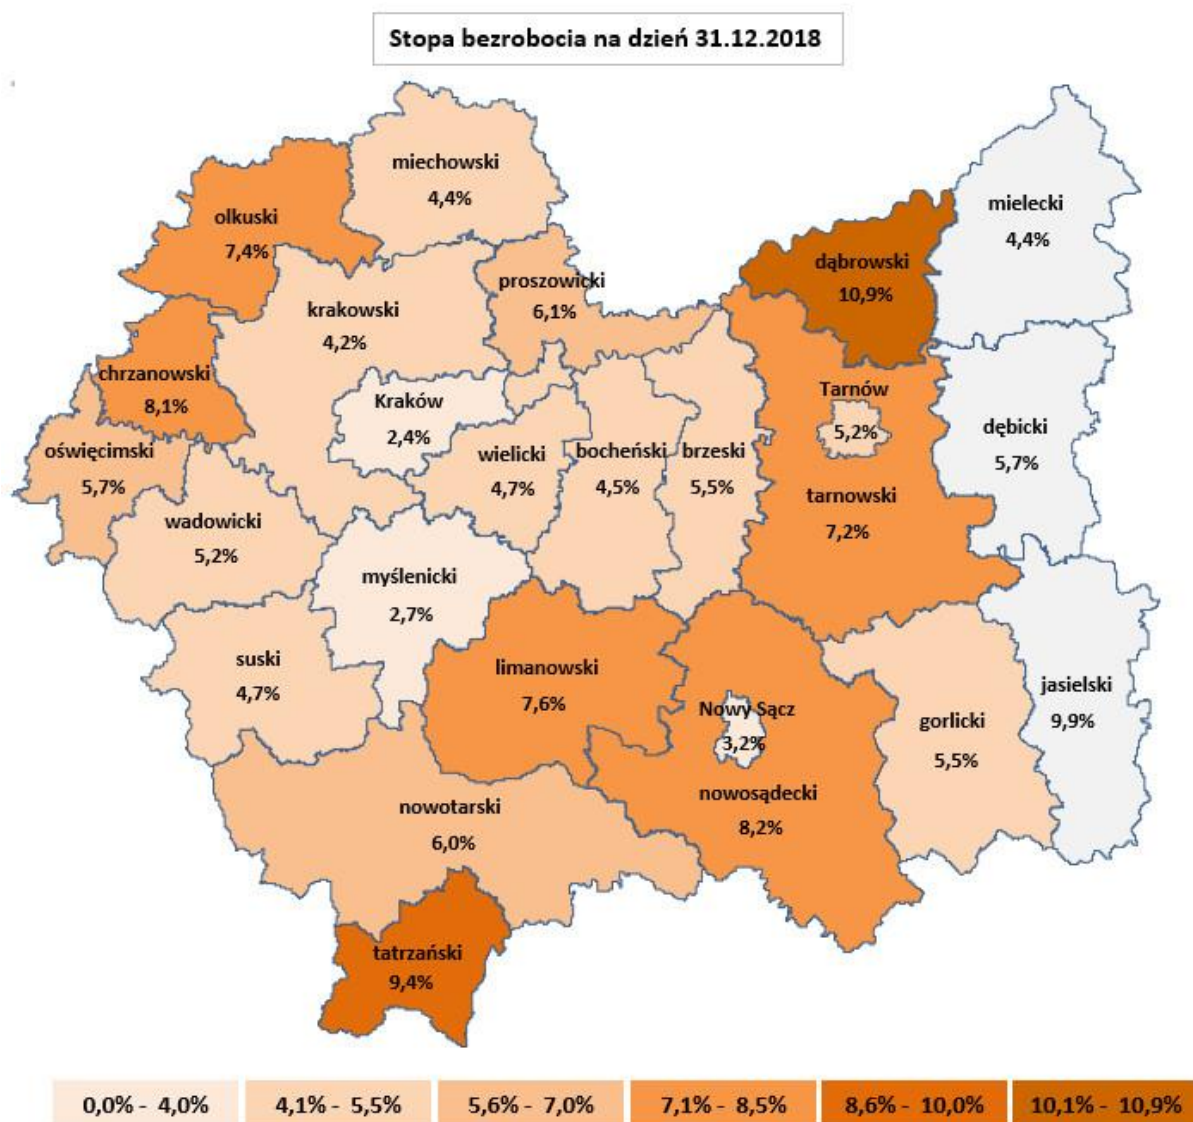 Stopa bezrobocia na dzień 31.12.2018
miechowski
4,4%
olkuski
7,4%
mielecki
4,4%
dąbrowski
10,9%
proszowicki
6,1%
krakowski
4,2%
chrzanowski
8,1%
Kraków
2,4%
Tarnów
5,2%
dębicki
5,7%
oświęcimski
5,7%
wielicki
4,7%
bocheński
4,5%
brzeski
5,5%
tarnowski
7,2%
wadowicki
5,2%
myślenicki
2,7%
suski
4,7%
limanowski
7,6%
Nowy Sącz
3,2%
gorlicki
5,5%
jasielski
9,9%
nowosądecki
8,2%
nowotarski
6,0%
tatrzański
9,4%
0,0% - 4,0%
4,1% - 5,5%
5,6% - 7,0%
7,1% - 8,5%
8,6% - 10,0%
10,1% - 10,9%